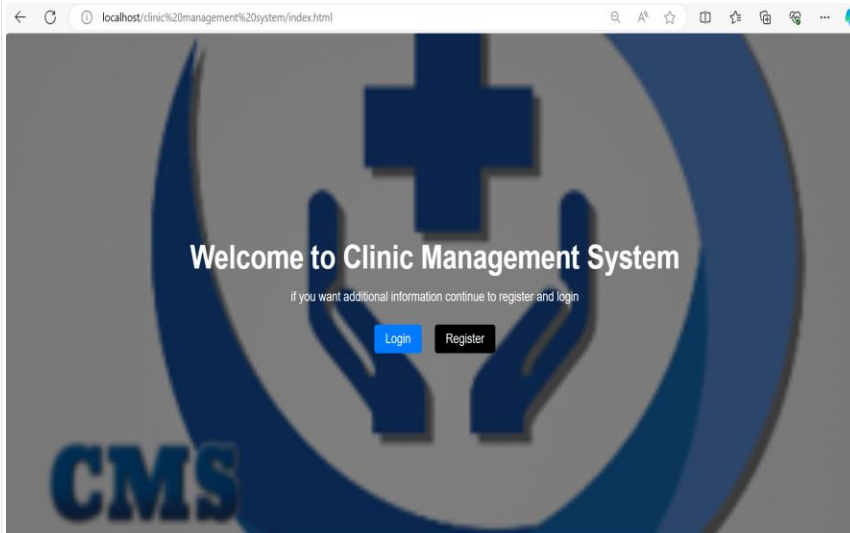 localhost/clinic%20management%20system/index.html
Welcome to Clinic Management System
if you want additional information continue to register and login
Login Register
CMS